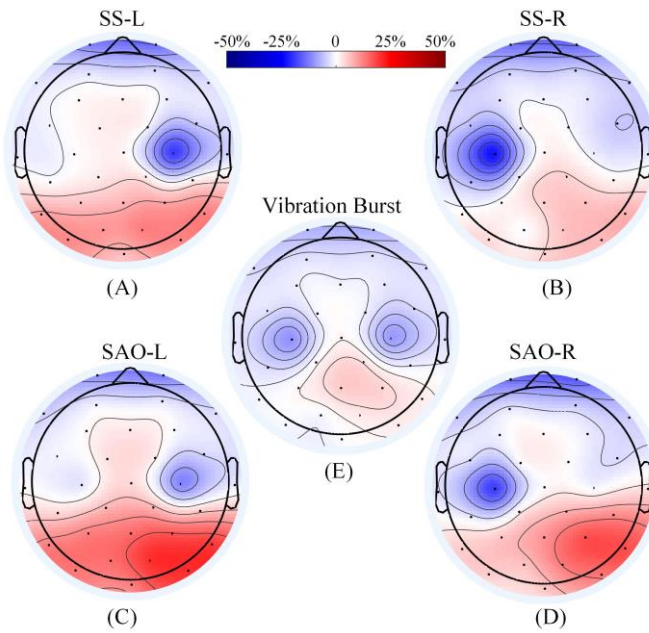 SS-L
SS-R
-50% -25% 0 25% 50%
(A)
(B)
Vibration Burst
(E)
SAO-L
SAO-R
(C)
(D)